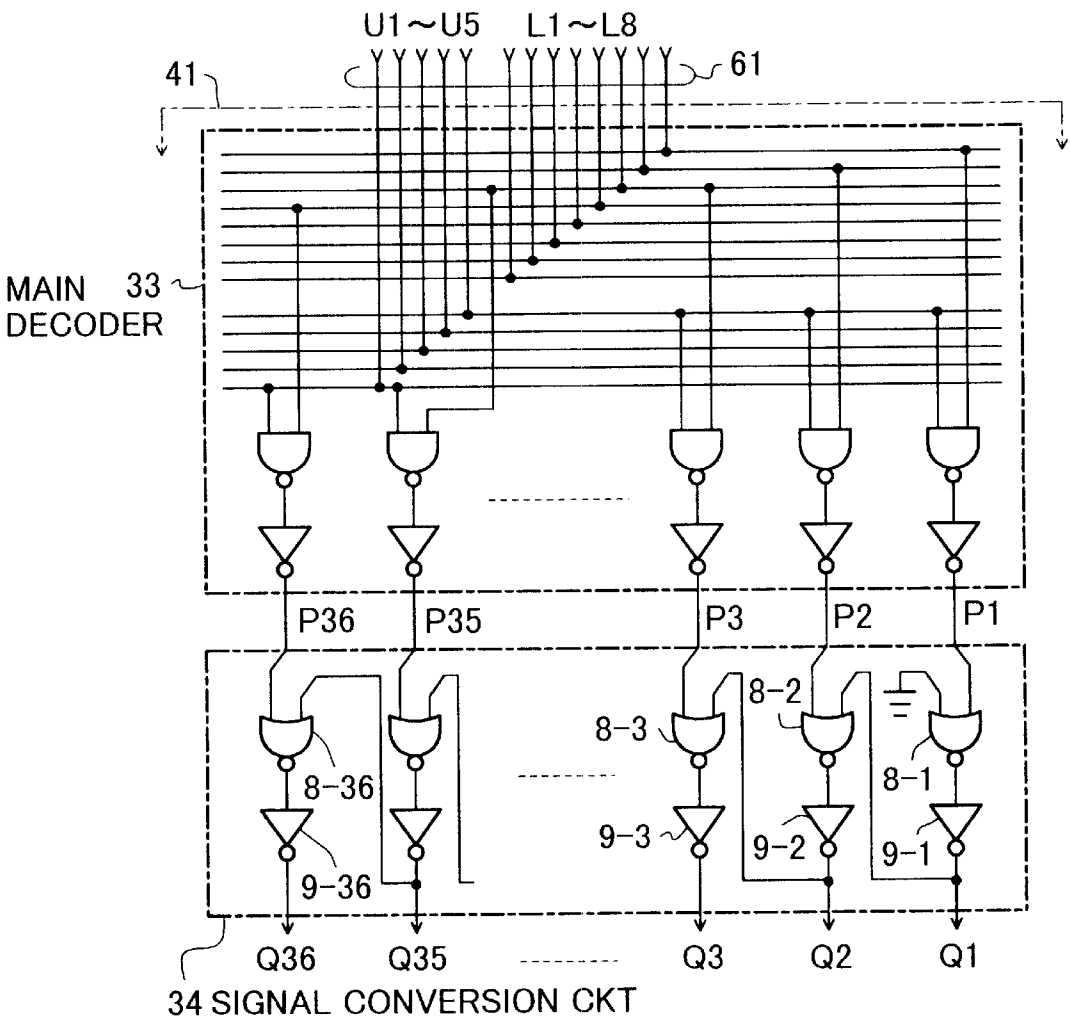 U1～U5 L1～L8
61
41
MAIN 33
DECODER
P36 P35 P3 P2 P1
8-36 8-3 8-2 8-1
9-36 9-3 9-2 9-1
Q36 Q35 Q3 Q2 Q1
34 SIGNAL CONVERSION CKT